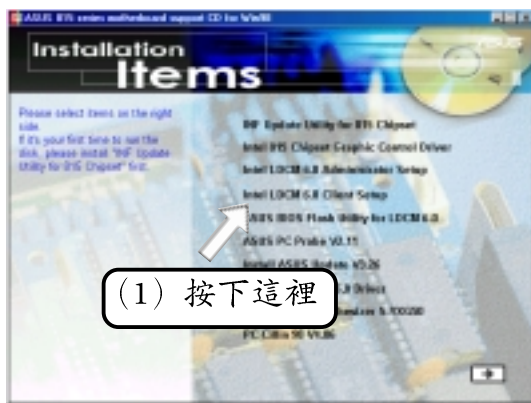 ASUS 815 series motherboard support CD for Win98
Installation
Items
Please select items on the right
side.
If it's your first time to run the
disk, please install "INF Update
Utility for 815 Chipset" first.
INF Update Utility for 815 Chipset
Intel 815 Chipset Graphic Control Driver
Intel LDCM 6.0 Administrator Setup
Intel LDCM 6.0 Client Setup
ASUS BIOS Flash Utility for LDCM 6.0
ASUS PC Probe V2.11
Install ASUS Update V3.26
Driver
PC-Cillin 98
(1) 按下這裡